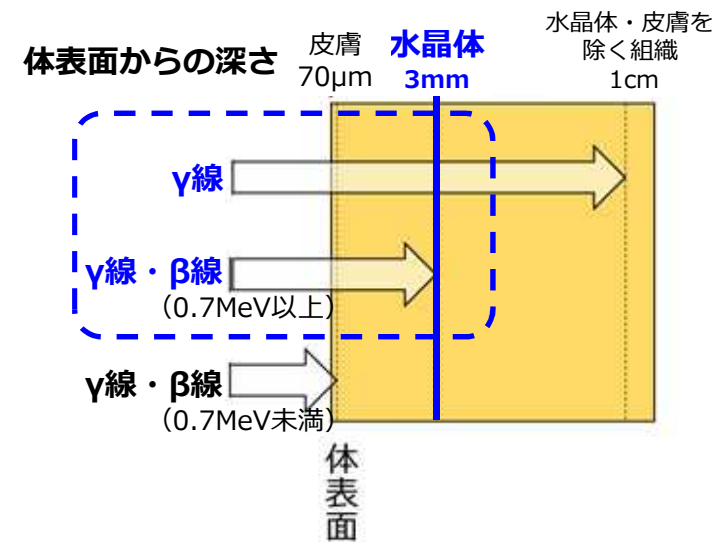 体表面からの深さ
皮膚
70μm
水晶体
3mm
水晶体・皮膚を
除く組織
1cm
γ線
γ線・β線
（0.7MeV以上）
γ線・β線
（0.7MeV未満）
体表面